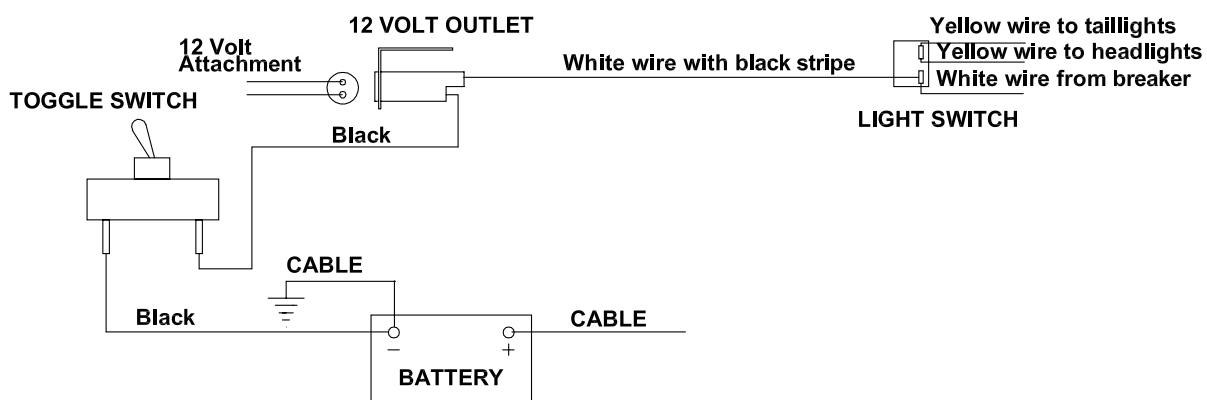 12 VOLT OUTLET
Yellow wire to taillights
12 Volt
Attachment
Yellow wire to headlights
White wire with black stripe
White wire from breaker
TOGGLE SWITCH
LIGHT SWITCH
Black
CABLE
Black
CABLE
–
+
BATTERY